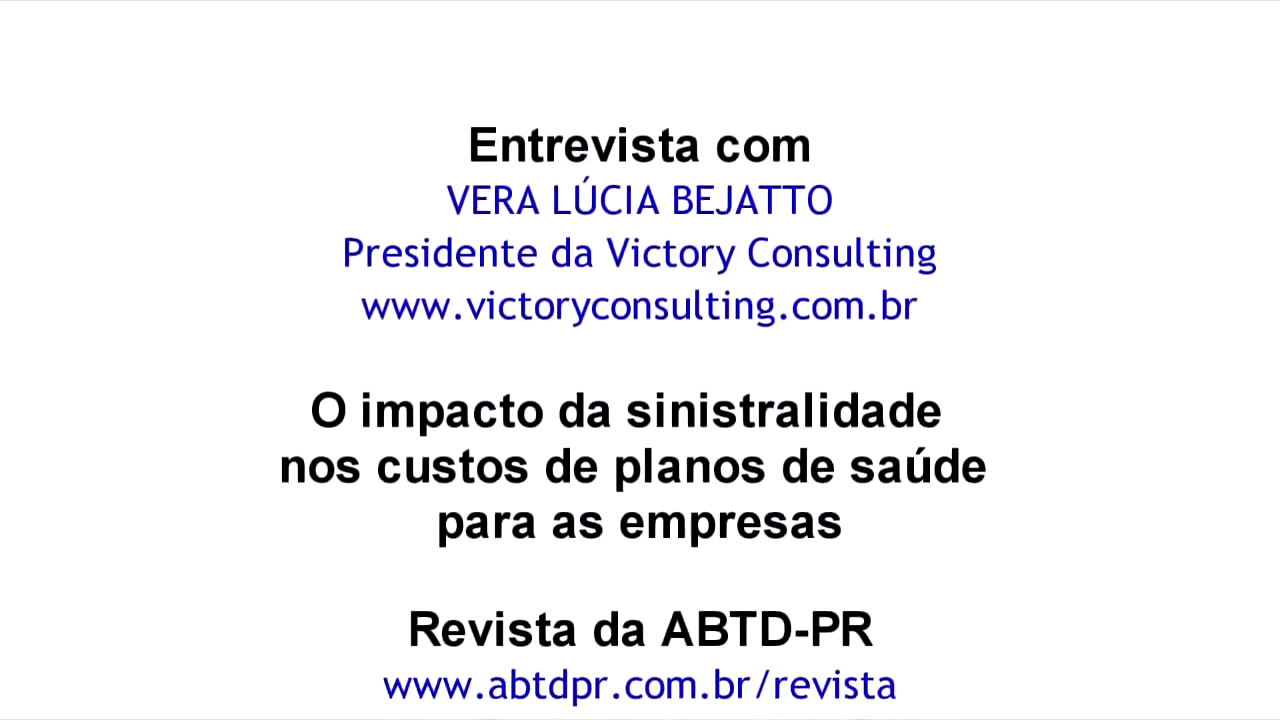 Entrevista com
VERA LÚCIA BEJATTO
Presidente da Victory Consulting
www.victoryconsulting.com.br
O impacto da sinistralidade
nos custos de planos de saúde
para as empresas
Revista da ABTD-PR
www.abtdpr.com.br/revista